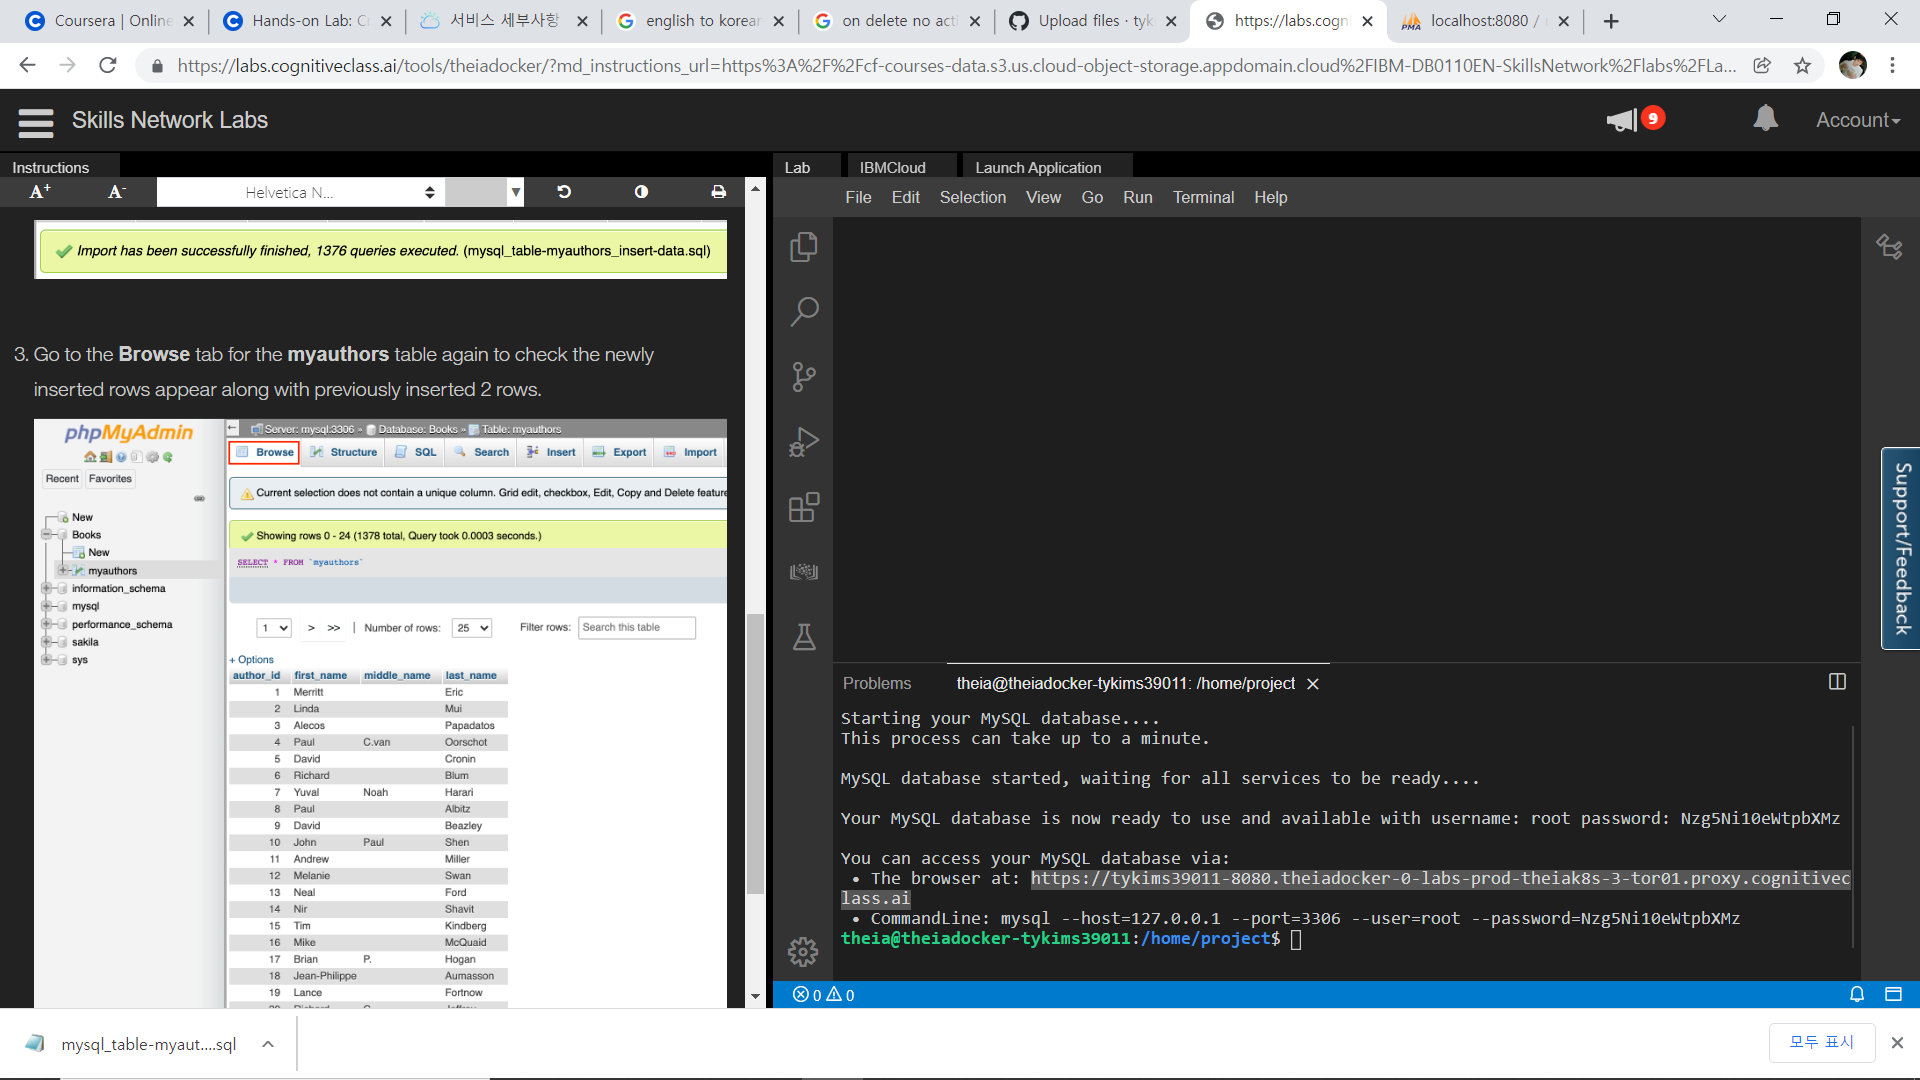 Coursera | Online
Hands-on Lab: C
서비스 세부사항
english to korean
on delete no acti
Upload files · tyk
https://labs.cogni
localhost:8080 /
https://labs.cognitiveclass.ai/tools/theiadocker/?md_instructions_url=https%3A%2F%2Fcf-courses-data.s3.us.cloud-object-storage.appdomain.cloud%2FIBM-DB0110EN-SkillsNetwork%2Flabs%2FLa...
Skills Network Labs
9
Account
Instructions
A+ A- Helvetica N...
Import has been successfully finished, 1376 queries executed. (mysql_table-myauthors_insert-data.sql)
3. Go to the Browse tab for the myauthors table again to check the newly
inserted rows appear along with previously inserted 2 rows.
phpMyAdmin
Recent Favorites
New
Books
New
myauthors
information_schema
mysql
performance_schema
sakila
sys
Server: mysql:3306 » Database: Books » Table: myauthors
Browse Structure SQL Search Insert Export Import
Current selection does not contain a unique column. Grid edit, checkbox, Edit, Copy and Delete feature
Showing rows 0 - 24 (1378 total, Query took 0.0003 seconds.)
SELECT * FROM `myauthors`
1 > >> | Number of rows: 25 Filter rows: Search this table
+ Options
author_id first_name middle_name last_name
1 Merritt Eric
2 Linda Mui
3 Alecos Papadatos
4 Paul C.van Oorschot
5 David Cronin
6 Richard Blum
7 Yuval Noah Harari
8 Paul Albitz
9 David Beazley
10 John Paul Shen
11 Andrew Miller
12 Melanie Swan
13 Neal Ford
14 Nir Shavit
15 Tim Kindberg
16 Mike McQuaid
17 Brian P. Hogan
18 Jean-Philippe Aumasson
19 Lance Fortnow
Lab IBMCloud Launch Application
File Edit Selection View Go Run Terminal Help
Support/Feedback
Problems theia@theiadocker-tykims39011: /home/project
Starting your MySQL database....
This process can take up to a minute.
MySQL database started, waiting for all services to be ready....
Your MySQL database is now ready to use and available with username: root password: Nzg5Ni10eWtpbXMz
You can access your MySQL database via:
• The browser at: https://tykims39011-8080.theiadocker-0-labs-prod-theiak8s-3-tor01.proxy.cognitivec
lass.ai
• CommandLine: mysql --host=127.0.0.1 --port=3306 --user=root --password=Nzg5Ni10eWtpbXMz
theia@theiadocker-tykims39011:/home/project$
0 0
mysql_table-myaut....sql
모두 표시